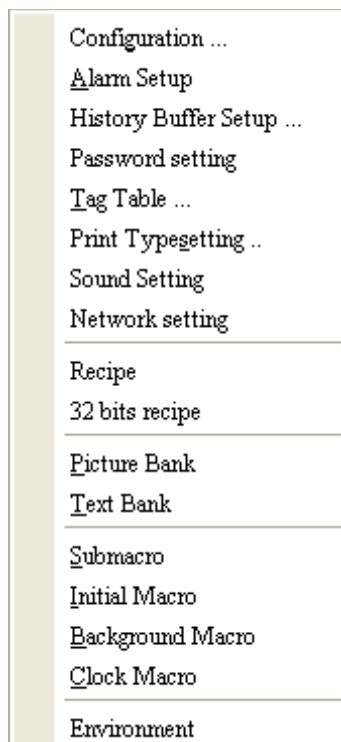 Configuration ...
Alarm Setup
History Buffer Setup ...
Password setting
Tag Table ...
Print Typesetting ..
Sound Setting
Network setting
Recipe
32 bits recipe
Picture Bank
Text Bank
Submacro
Initial Macro
Background Macro
Clock Macro
Environment